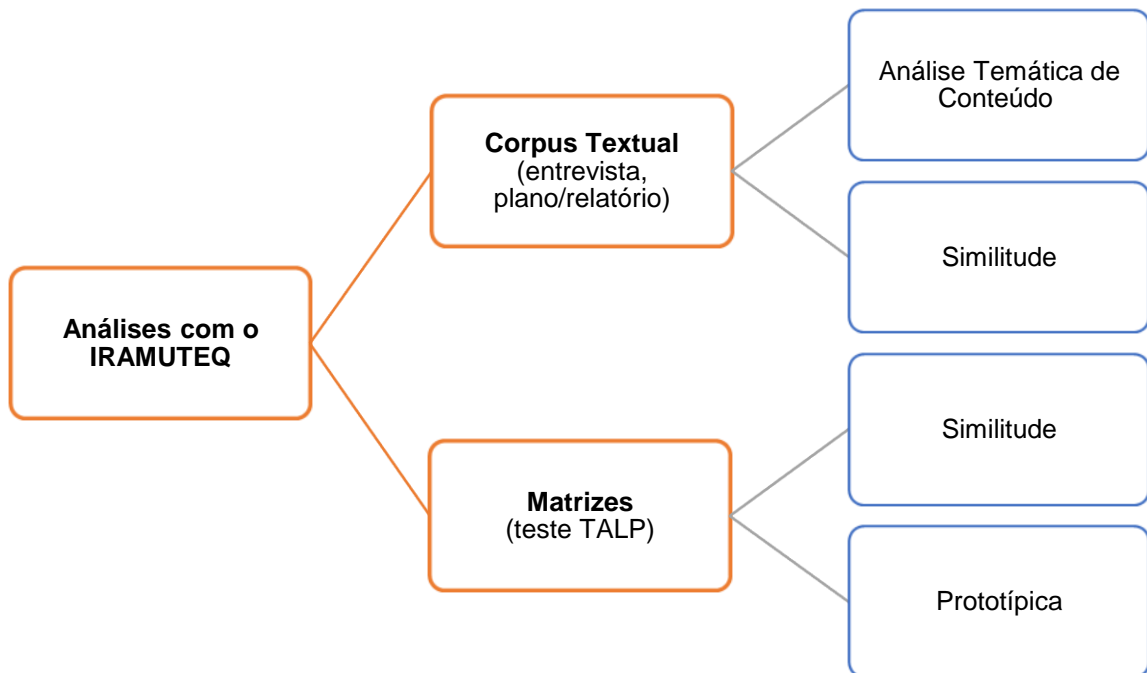 Análises com o
IRAMUTEQ
Corpus Textual
(entrevista,
plano/relatório)
Análise Temática de
Conteúdo
Similitude
Matrizes
(teste TALP)
Similitude
Prototípica